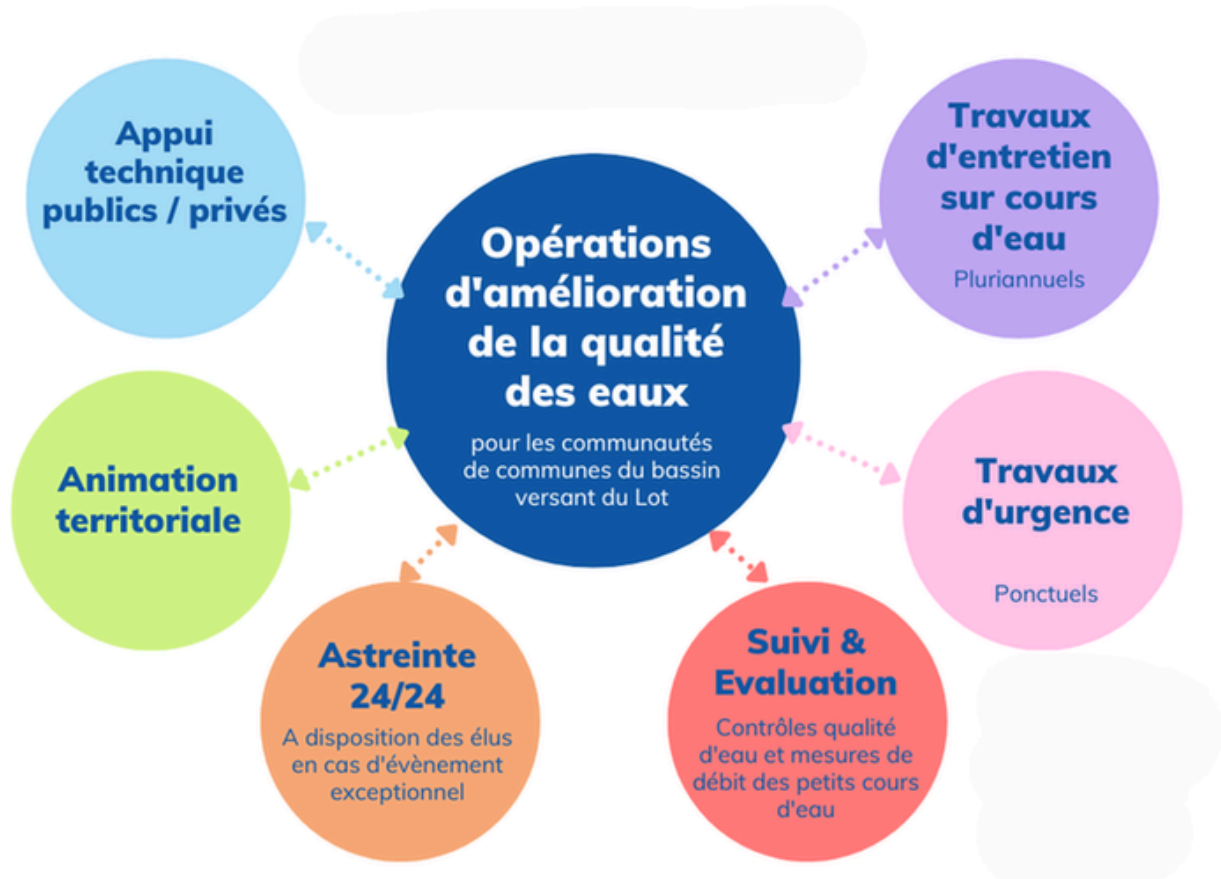 Appui
technique
publics / privés
Travaux
d'entretien
sur cours
d'eau
Pluriannuels
Opérations
d'amélioration
de la qualité
des eaux
pour les communautés
de communes du bassin
versant du Lot
Animation
territoriale
Travaux
d'urgence
Ponctuels
Astreinte
24/24
A disposition des élus
en cas d'évènement
exceptionnel
Suivi &
Evaluation
Contrôles qualité
d'eau et mesures de
débit des petits cours
d'eau